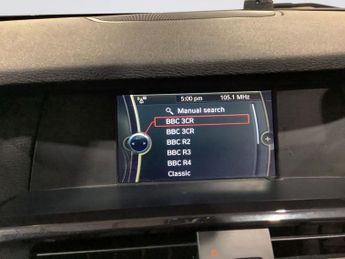 5:00 pm 105.1 MHz
Manual search
BBC 3CR
BBC 3CR
BBC R2
BBC R3
BBC R4
Classic